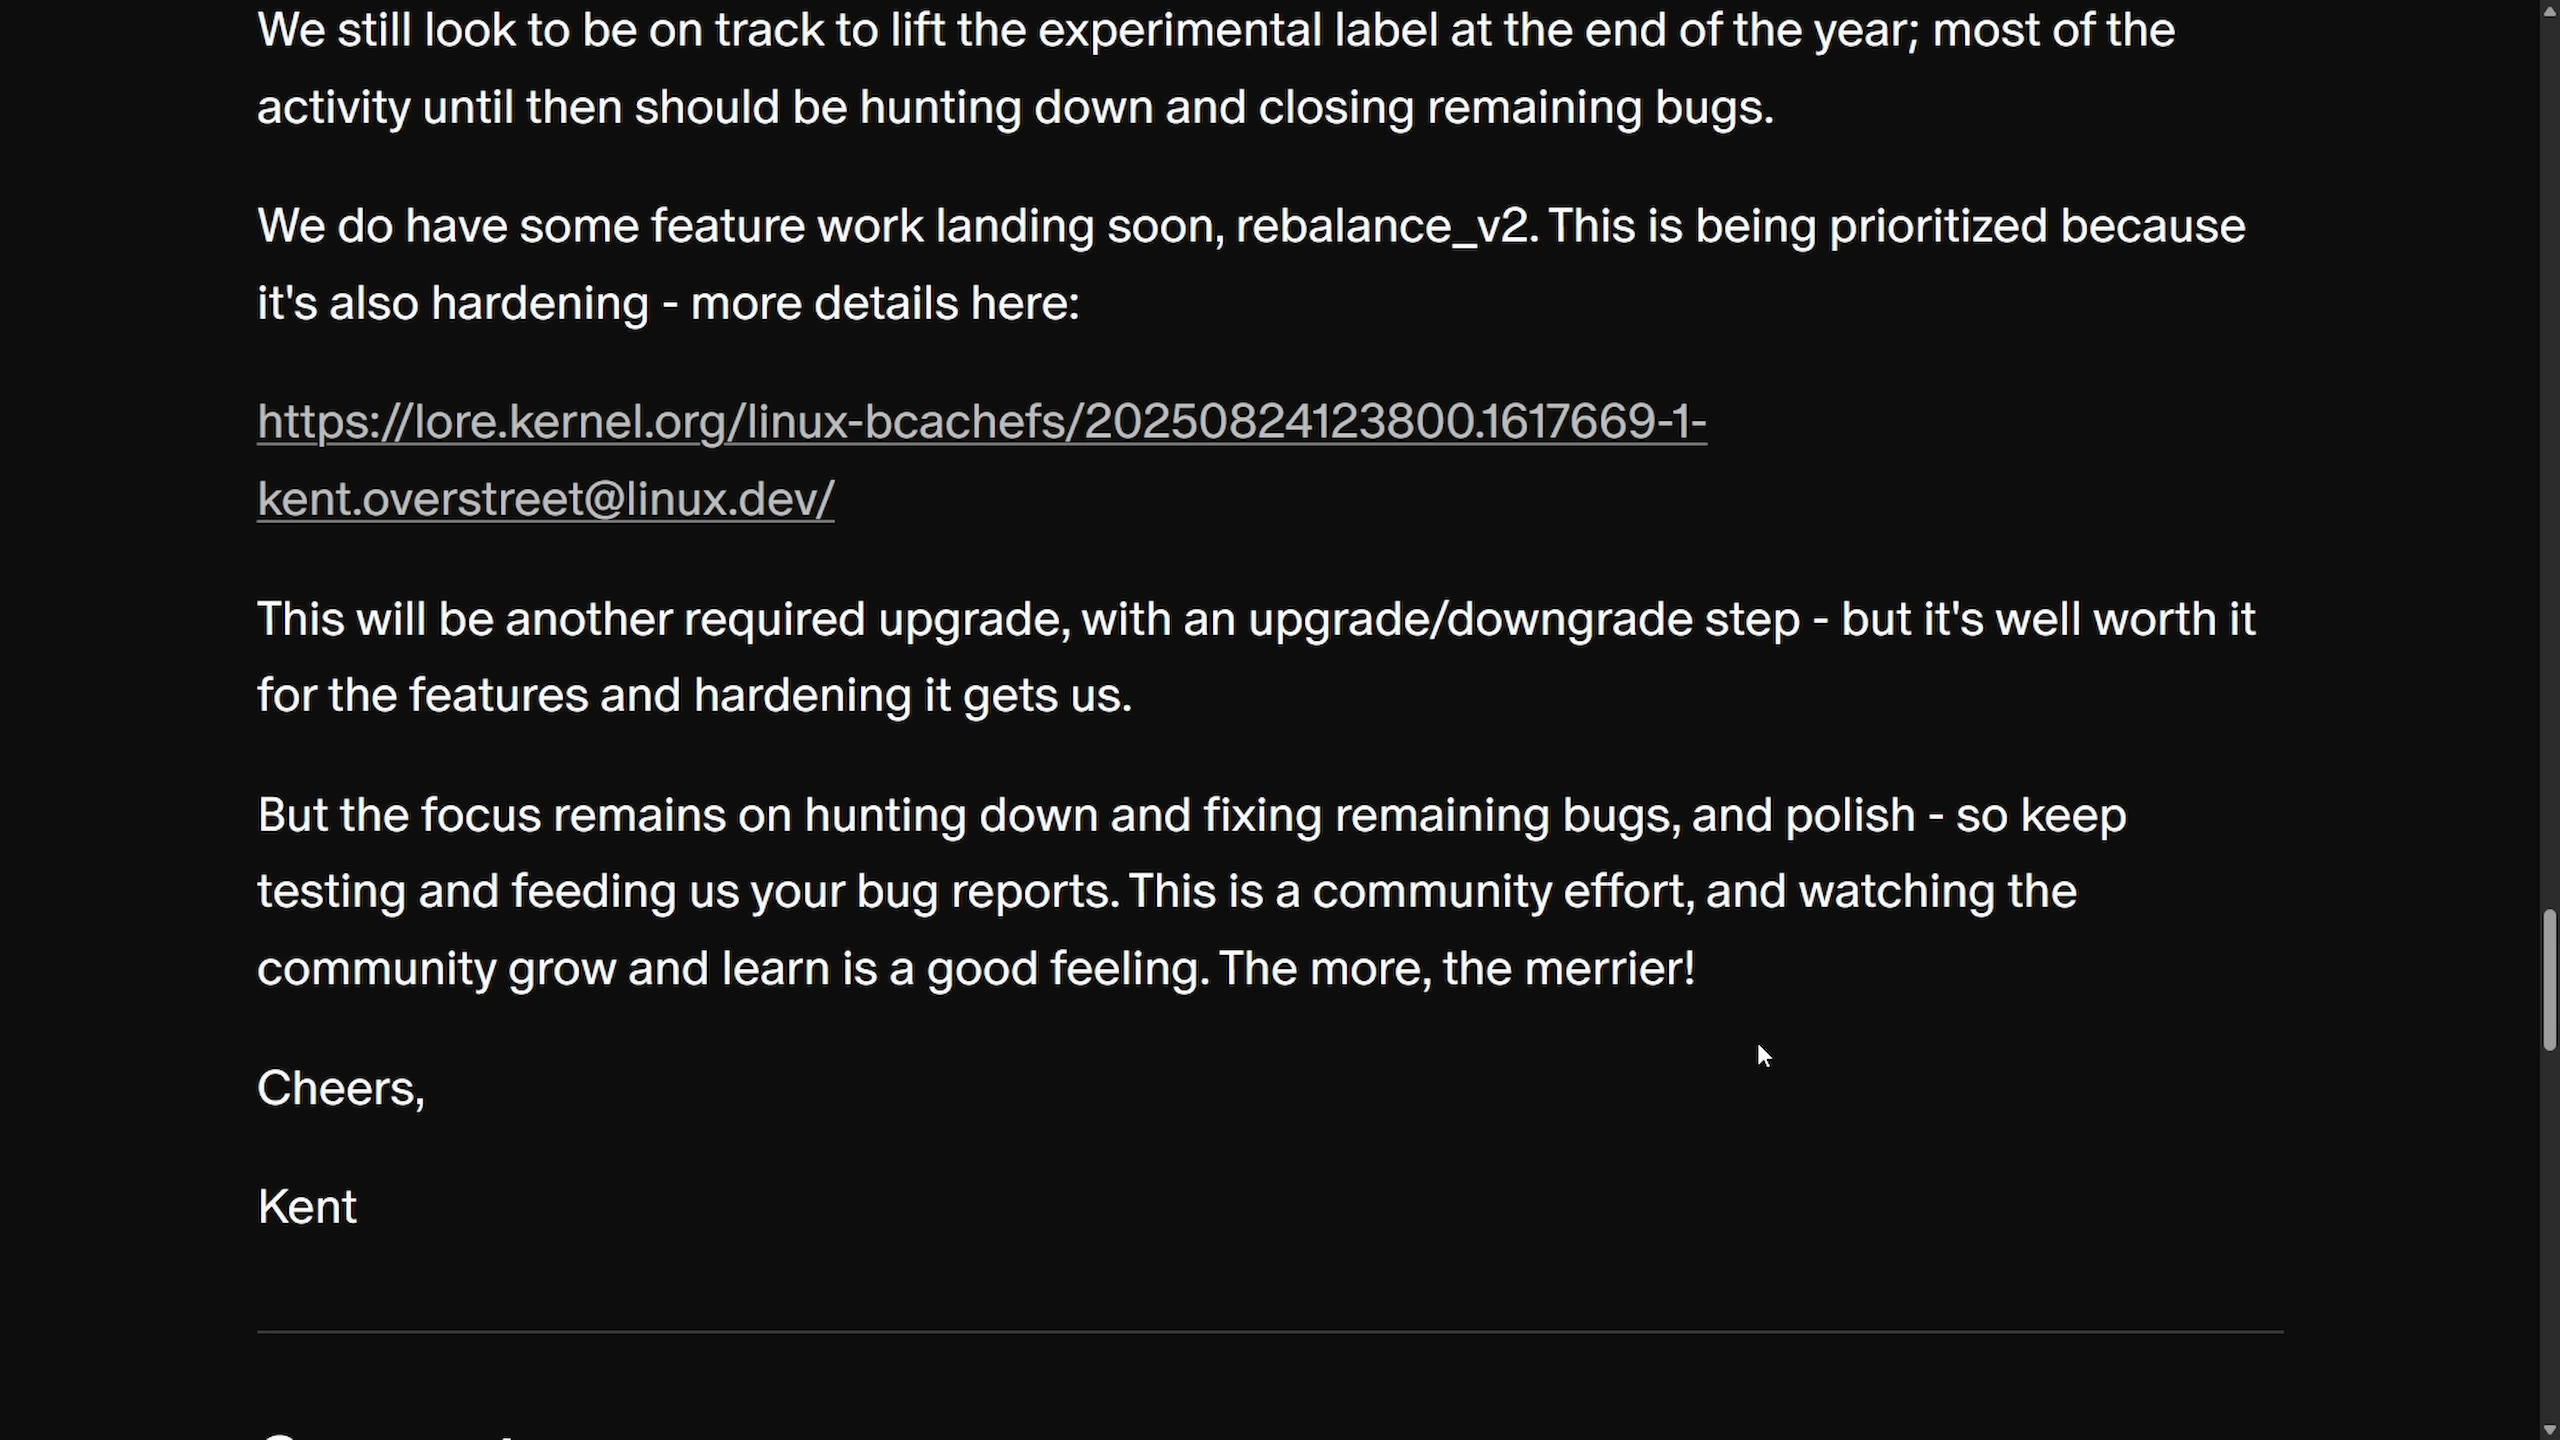 We still look to be on track to lift the experimental label at the end of the year; most of the
activity until then should be hunting down and closing remaining bugs.
We do have some feature work landing soon, rebalance_v2. This is being prioritized because
it's also hardening - more details here:
https://lore.kernel.org/linux-bcachefs/20250824123800.1617669-1-
kent.overstreet@linux.dev/
This will be another required upgrade, with an upgrade/downgrade step - but it's well worth it
for the features and hardening it gets us.
But the focus remains on hunting down and fixing remaining bugs, and polish - so keep
testing and feeding us your bug reports. This is a community effort, and watching the
community grow and learn is a good feeling. The more, the merrier!
Cheers,
Kent